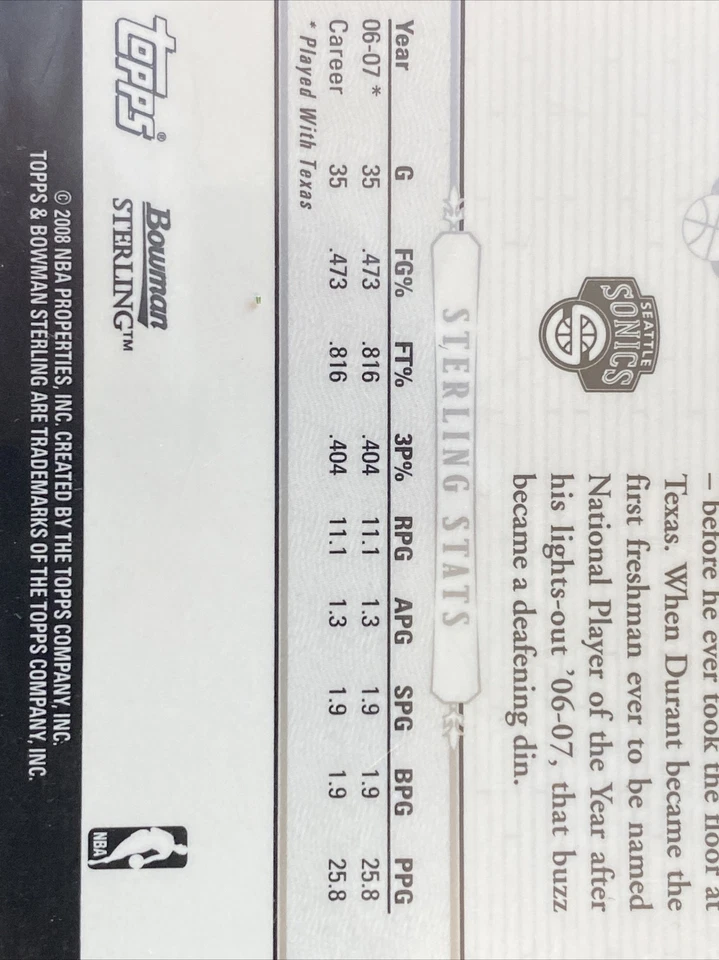 – before he ever took the floor at
Texas. When Durant became the
first freshman ever to be named
National Player of the Year after
his lights-out ’06-07, that buzz
became a deafening din.
SEATTLE
SONICS
STERLING STATS
Year G FG% FT% 3P% RPG APG SPG BPG PPG
06-07 * 35 .473 .816 .404 11.1 1.3 1.9 1.9 25.8
Career 35 .473 .816 .404 11.1 1.3 1.9 1.9 25.8
* Played With Texas
topps®
Bowman
STERLING™
NBA
© 2008 NBA PROPERTIES, INC. CREATED BY THE TOPPS COMPANY, INC.
TOPPS & BOWMAN STERLING ARE TRADEMARKS OF THE TOPPS COMPANY, INC.